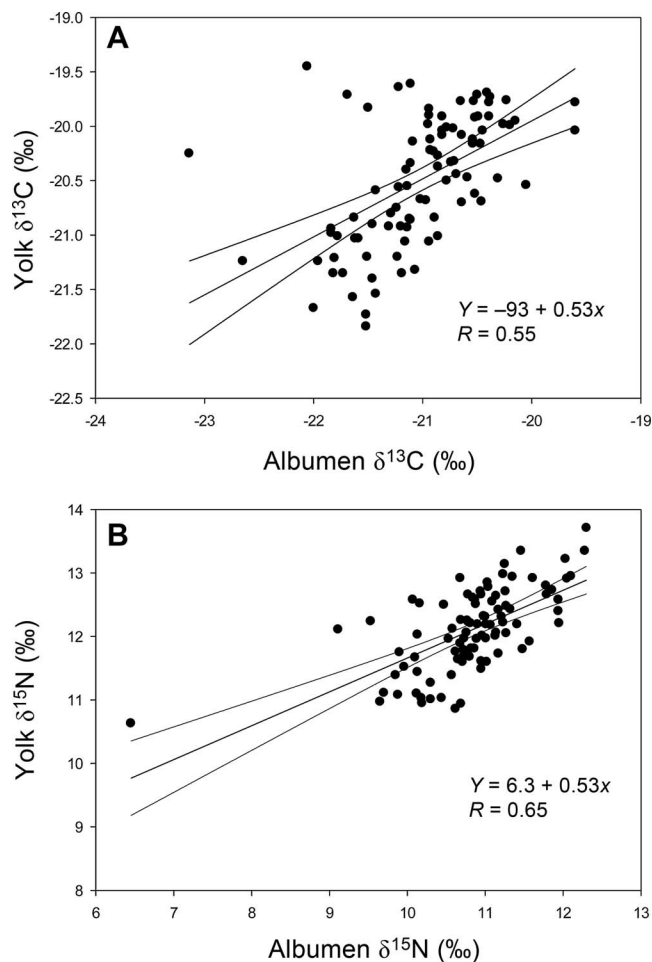 A
-19.0
-19.5
-20.0
-20.5
-21.0
-21.5
-22.0
-22.5
Yolk δ¹³C (‰)
Y = –93 + 0.53x
R = 0.55
-24 -23 -22 -21 -20 -19
Albumen δ¹³C (‰)
B
14
13
12
11
10
9
8
Yolk δ¹⁵N (‰)
Y = 6.3 + 0.53x
R = 0.65
6 7 8 9 10 11 12 13
Albumen δ¹⁵N (‰)